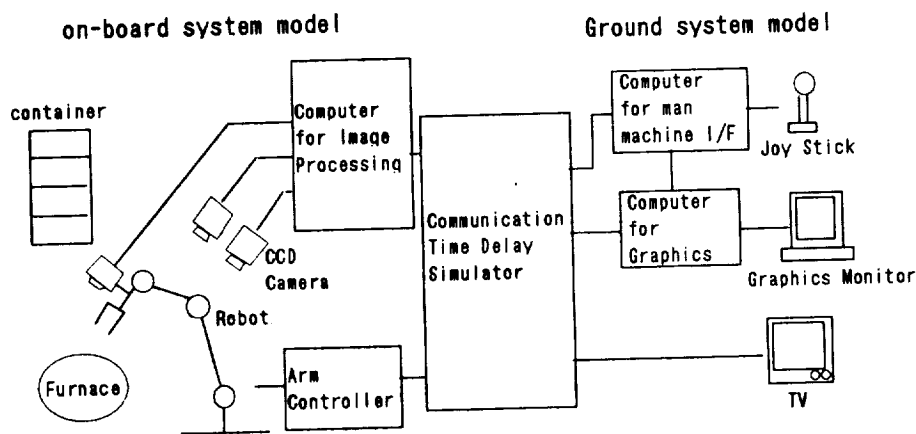 on-board system model
Ground system model
container
Computer
for Image
Processing
Computer
for man
machine I/F
Joy Stick
CCD
Camera
Communication
Time Delay
Simulator
Computer
for
Graphics
Graphics Monitor
Robot
Furnace
Arm
Controller
TV